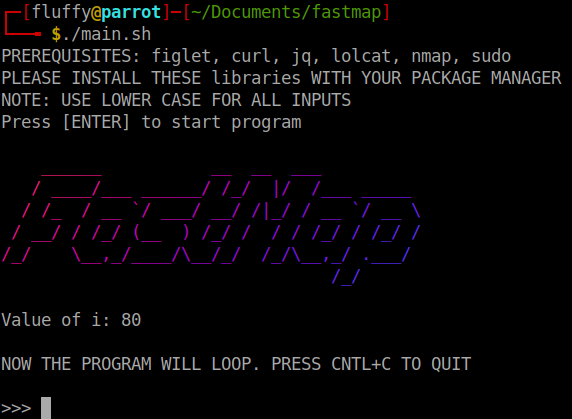 ┌─[fluffy@parrot]─[~/Documents/fastmap]
└──╼ $./main.sh
PREREQUISITES: figlet, curl, jq, lolcat, nmap, sudo
PLEASE INSTALL THESE libraries WITH YOUR PACKAGE MANAGER
NOTE: USE LOWER CASE FOR ALL INPUTS
Press [ENTER] to start program
FastMap
Value of i: 80
NOW THE PROGRAM WILL LOOP. PRESS CNTL+C TO QUIT
>>>